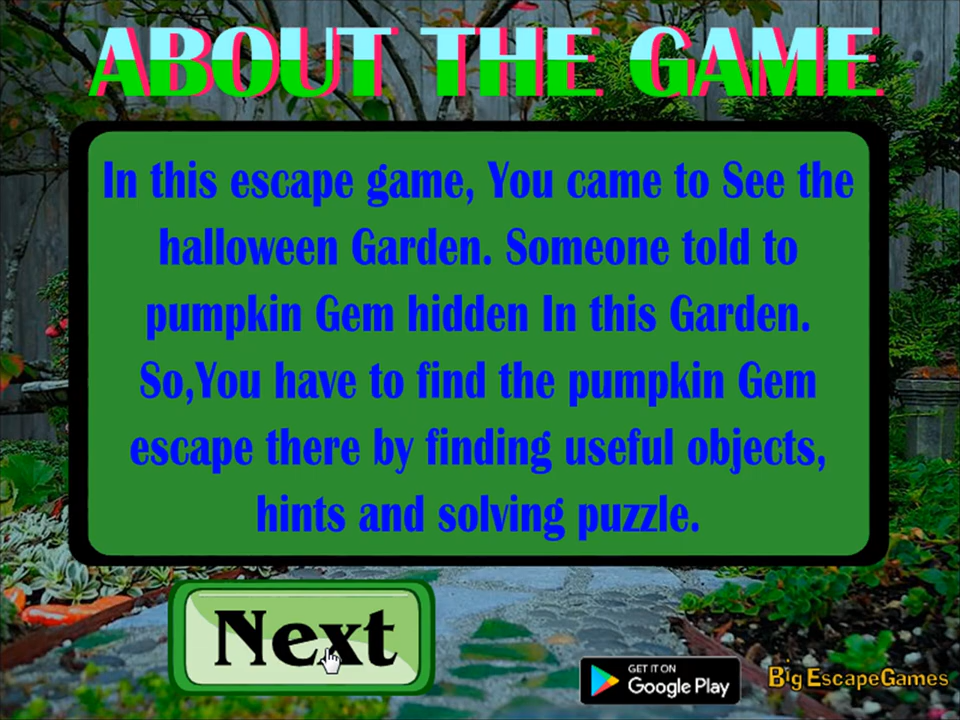 ABOUT THE GAME
In this escape game, You came to See the
halloween Garden. Someone told to
pumpkin Gem hidden In this Garden.
So,You have to find the pumpkin Gem
escape there by finding useful objects,
hints and solving puzzle.
Next
GET IT ON
Google Play
BigEscapeGames